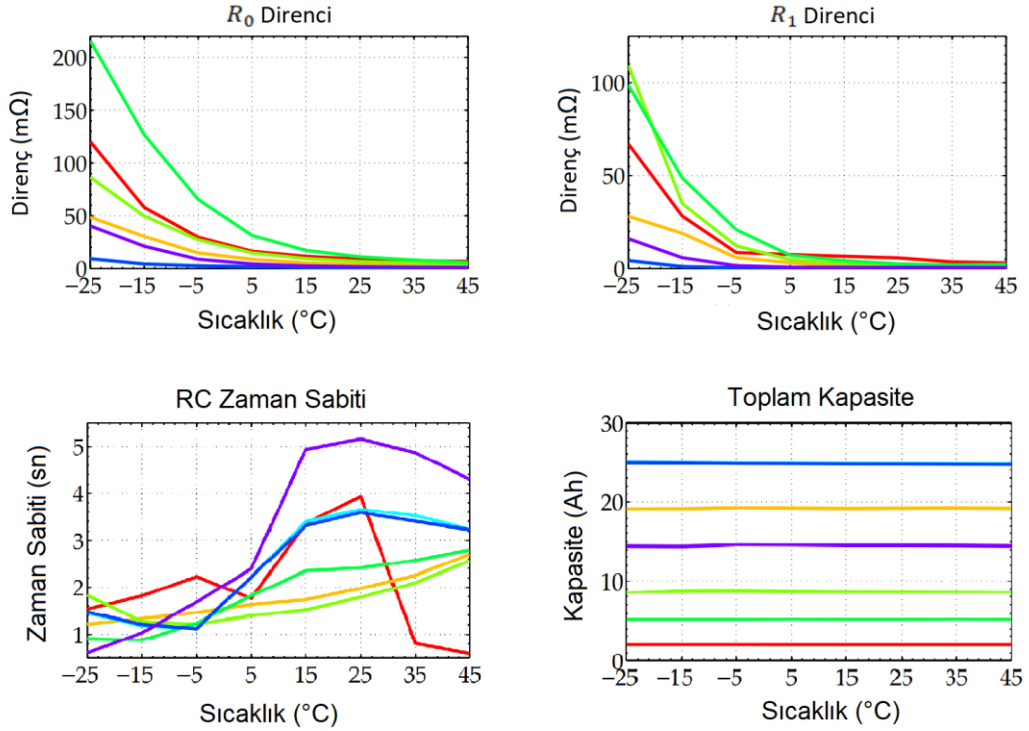 R₀ Direnci
200
150
100
50
0
Direnç (mΩ)
−25 −15 −5 5 15 25 35 45
Sıcaklık (°C)
R₁ Direnci
100
50
0
Direnç (mΩ)
−25 −15 −5 5 15 25 35 45
Sıcaklık (°C)
RC Zaman Sabiti
5
4
3
2
1
Zaman Sabiti (sn)
−25 −15 −5 5 15 25 35 45
Sıcaklık (°C)
Toplam Kapasite
30
20
10
0
Kapasite (Ah)
−25 −15 −5 5 15 25 35 45
Sıcaklık (°C)